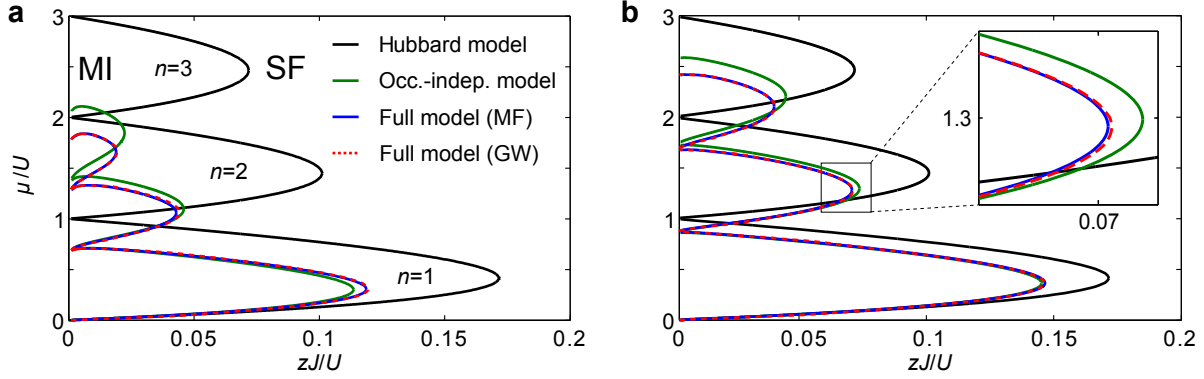 a
3
2
1
0
μ/U
MI
n=3
SF
n=2
n=1
Hubbard model
Occ.-indep. model
Full model (MF)
Full model (GW)
0
0.05
0.1
0.15
0.2
zJ/U
b
3
2
1
0
1.3
0.07
0
0.05
0.1
0.15
0.2
zJ/U